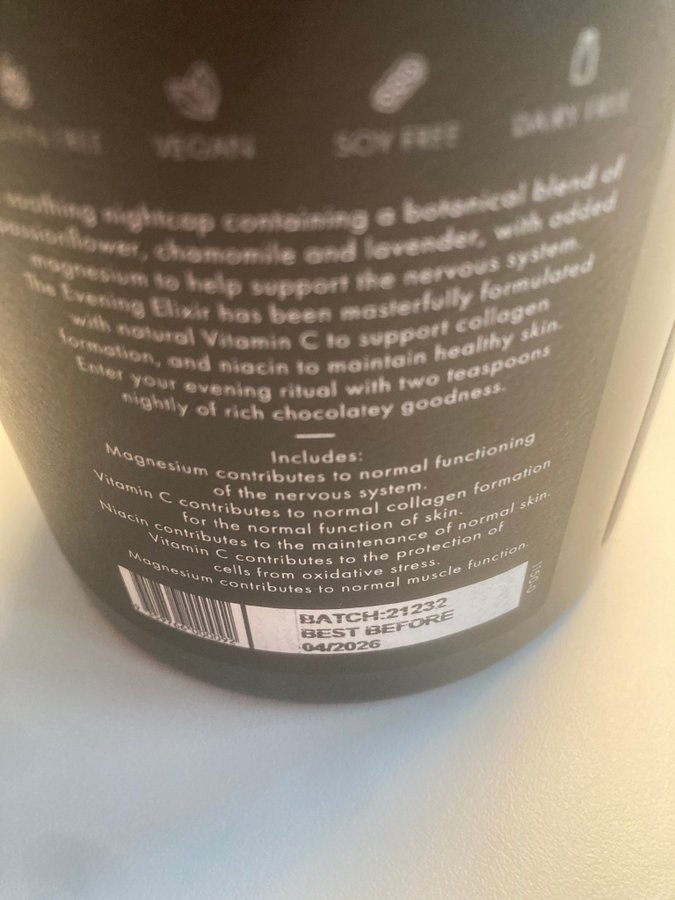 VEGAN
SOY FREE
DAIRY FREE
soothing nightcap containing a botanical blend of
passionflower, chamomile and lavender, with added
magnesium to help support the nervous system.
The Evening Elixir has been masterfully formulated
with natural Vitamin C to support collagen
formation, and niacin to maintain healthy skin.
Enter your evening ritual with two teaspoons
nightly of rich chocolatey goodness.
Includes:
Magnesium contributes to normal functioning
of the nervous system.
Vitamin C contributes to normal collagen formation
for the normal function of skin.
Niacin contributes to the maintenance of normal skin.
Vitamin C contributes to the protection of
cells from oxidative stress.
Magnesium contributes to normal muscle function.
BATCH:21232
BEST BEFORE
04/2026